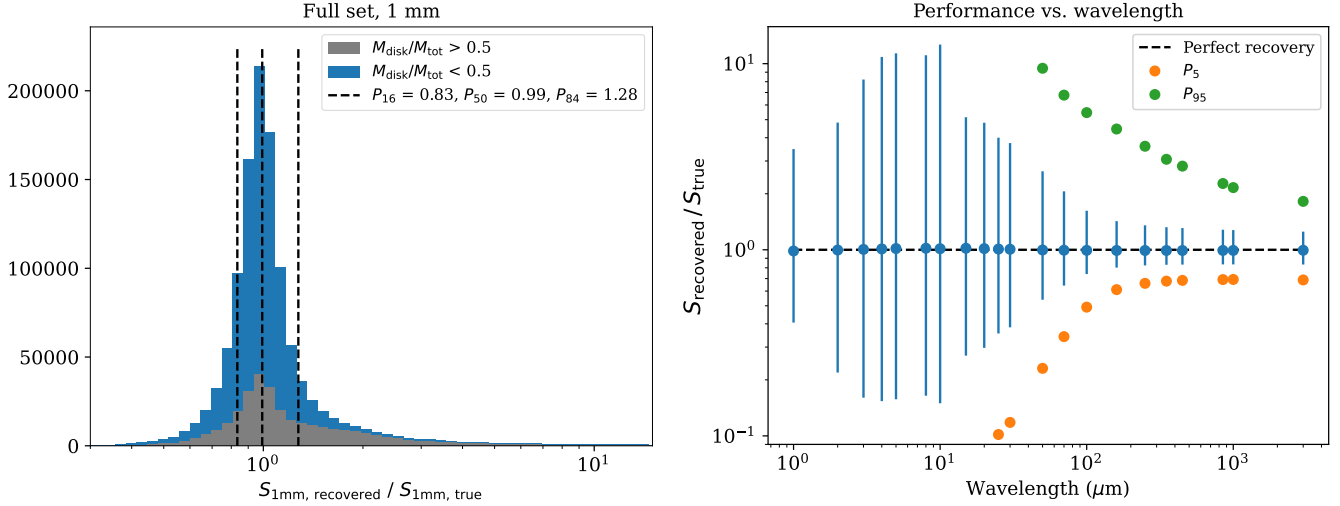 Full set, 1 mm
M_disk/M_tot > 0.5
M_disk/M_tot < 0.5
P_16 = 0.83, P_50 = 0.99, P_84 = 1.28
200000
150000
100000
50000
0
10^0
10^1
S_1mm, recovered / S_1mm, true
Performance vs. wavelength
Perfect recovery
P_5
P_95
S_recovered / S_true
10^1
10^0
10^−1
10^0
10^1
10^2
10^3
Wavelength (μm)